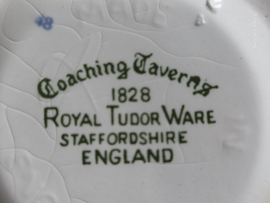 Coaching Taverns
1828
ROYAL TUDOR WARE
STAFFORDSHIRE
ENGLAND